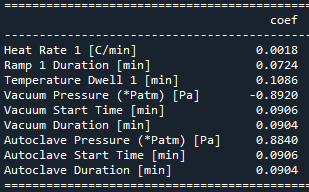 ==============================================
coef
----------------------------------------------
Heat Rate 1 [C/min] 0.0018
Ramp 1 Duration [min] 0.0724
Temperature Dwell 1 [min] 0.1086
Vacuum Pressure (*Patm) [Pa] -0.8920
Vacuum Start Time [min] 0.0906
Vacuum Duration [min] 0.0904
Autoclave Pressure (*Patm) [Pa] 0.8840
Autoclave Start Time [min] 0.0906
Autoclave Duration [min] 0.0904
==============================================